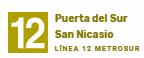 12
Puerta del Sur
San Nicasio
LÍNEA 12 METROSUR